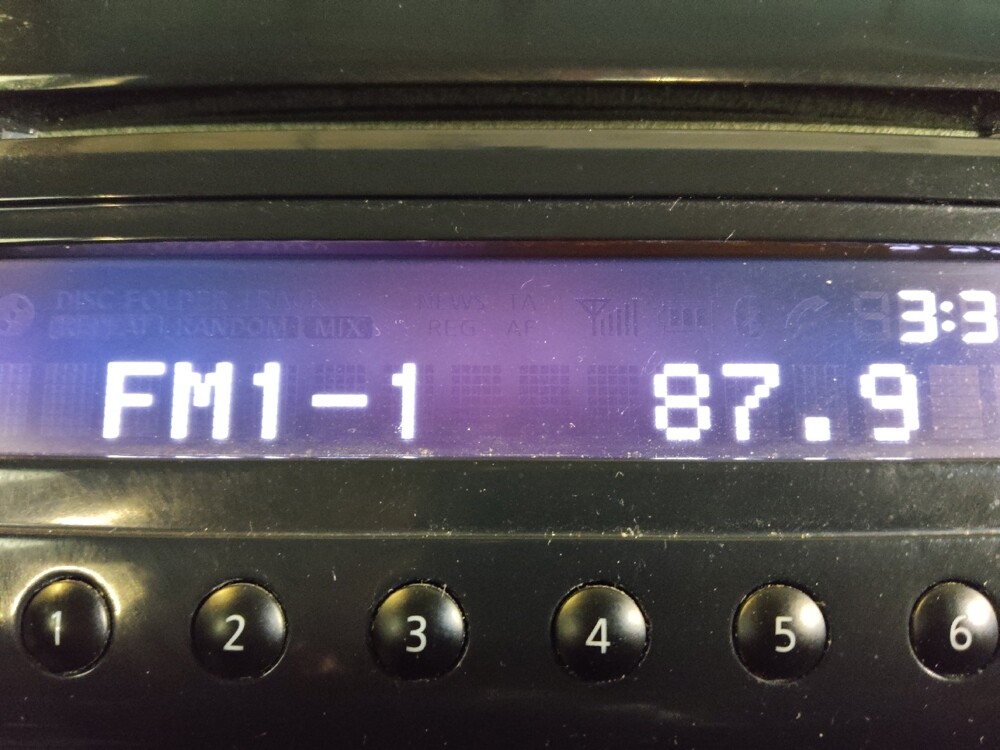 DISC FOLDER NEWS TA 3:3
ALL RANDOM MIX REG AF
FM1-1 87.9
1 2 3 4 5 6